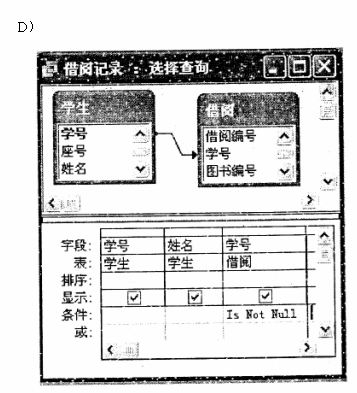 D)
借阅记录 : 选择查询
学生
学号
座号
姓名
借阅
借阅编号
学号
图书编号
字段: 学号 姓名 学号
表: 学生 学生 借阅
排序:
显示:
条件: Is Not Null
或: